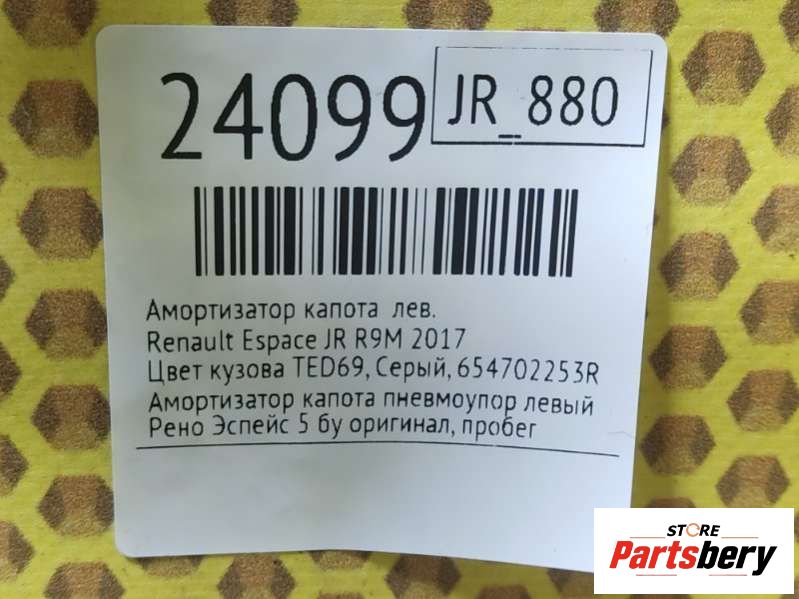 24099
JR_880
Амортизатор капота лев.
Renault Espace JR R9M 2017
Цвет кузова TED69, Серый, 654702253R
Амортизатор капота пневмоупор левый
Рено Эспейс 5 бу оригинал, пробег
STORE
Partsbery